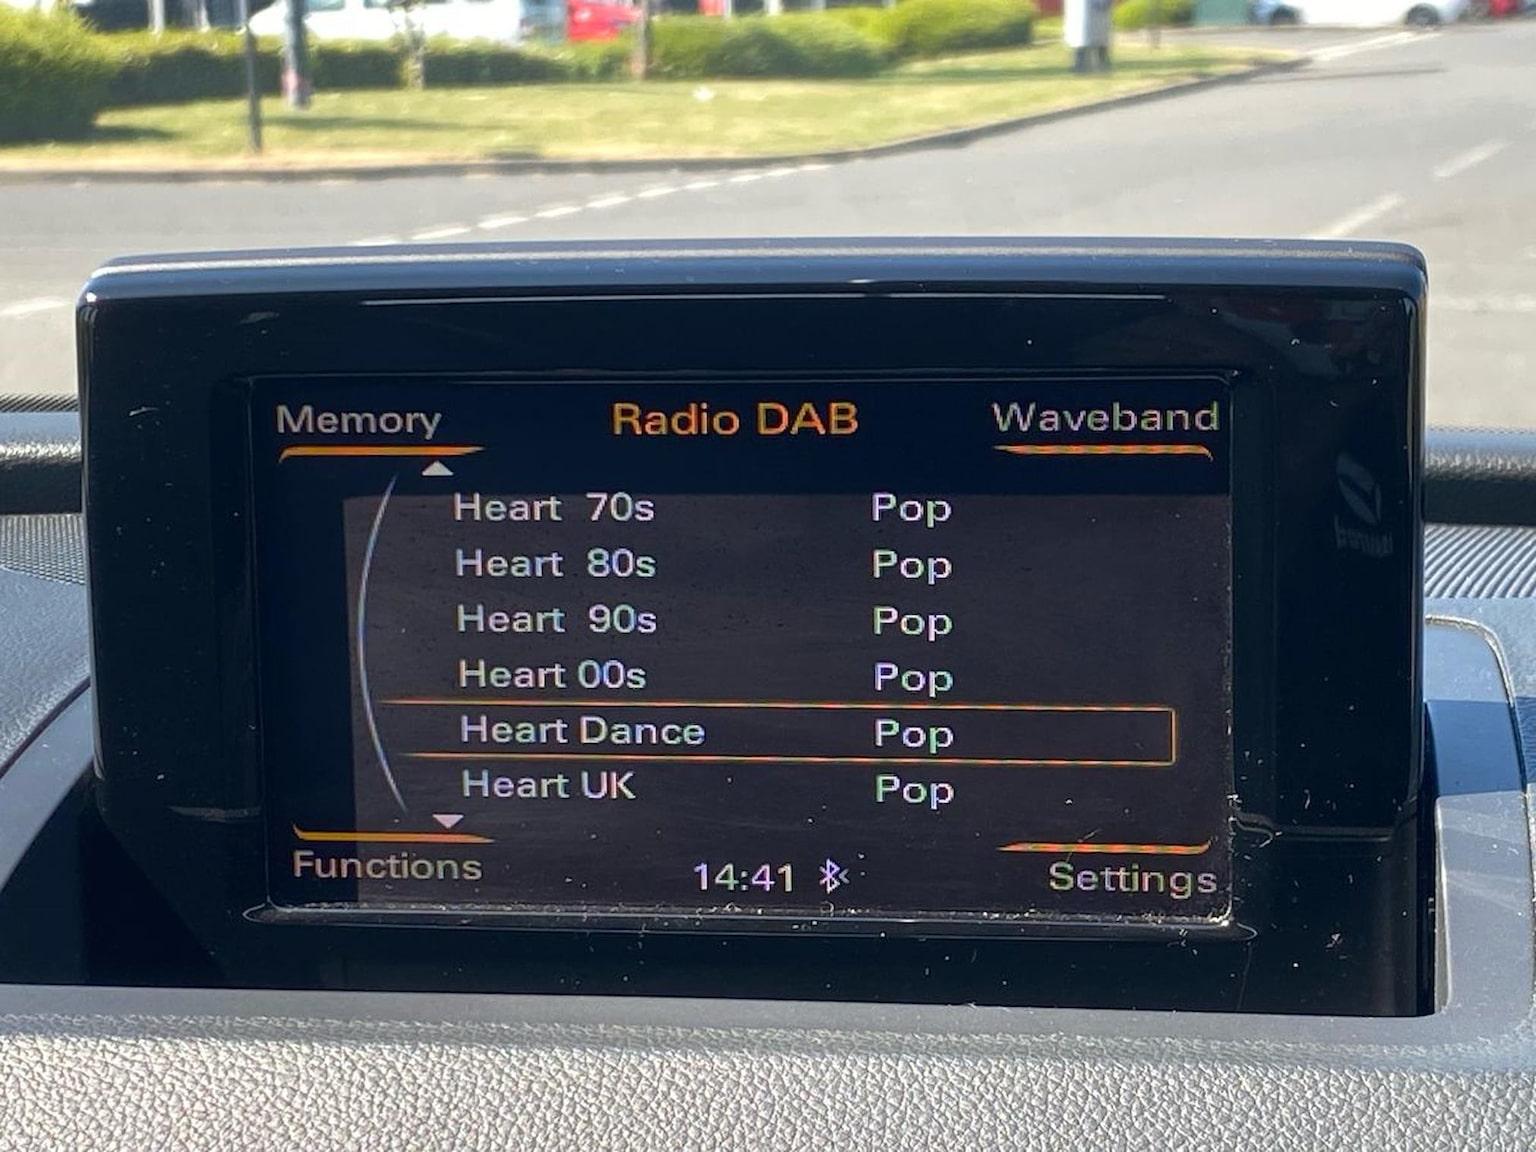 Memory Radio DAB Waveband
Heart 70s Pop
Heart 80s Pop
Heart 90s Pop
Heart 00s Pop
Heart Dance Pop
Heart UK Pop
Functions 14:41 Settings